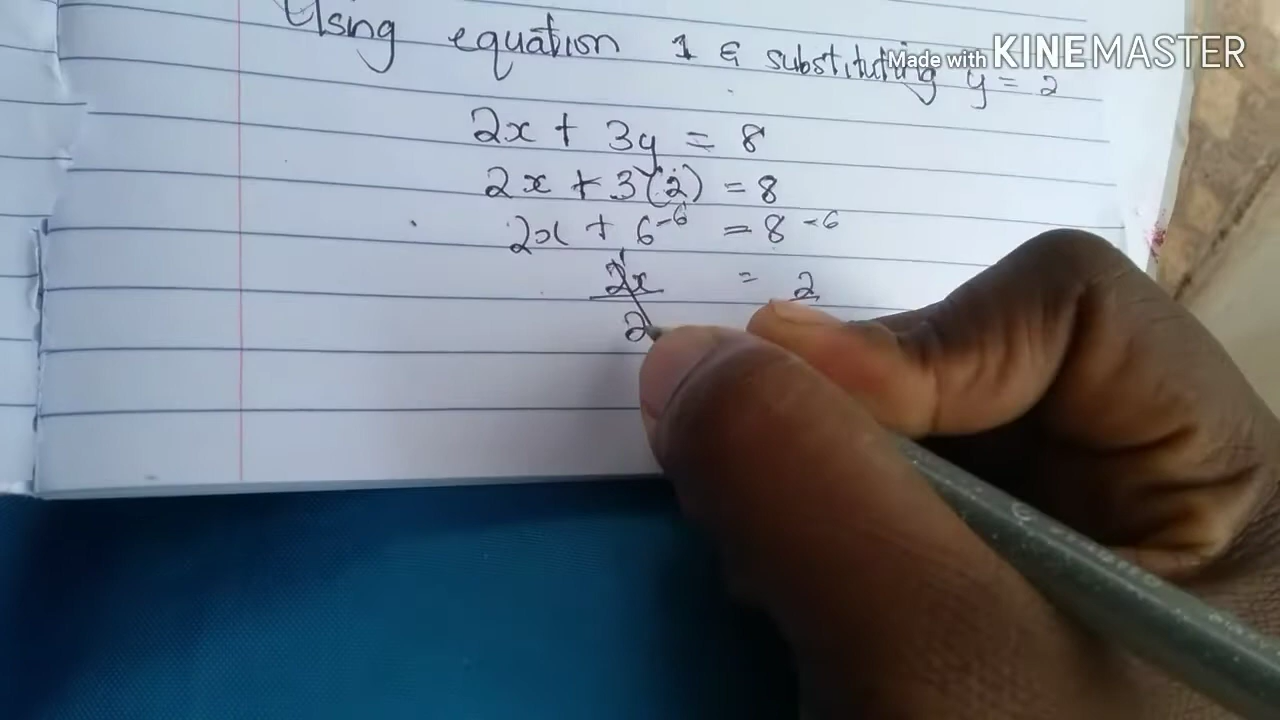 Using equation 1 & substituting y = 2
Made with KINEMASTER
2x + 3y = 8
2x + 3(2) = 8
2x + 6 -6 = 8 -6
2x = 2
2